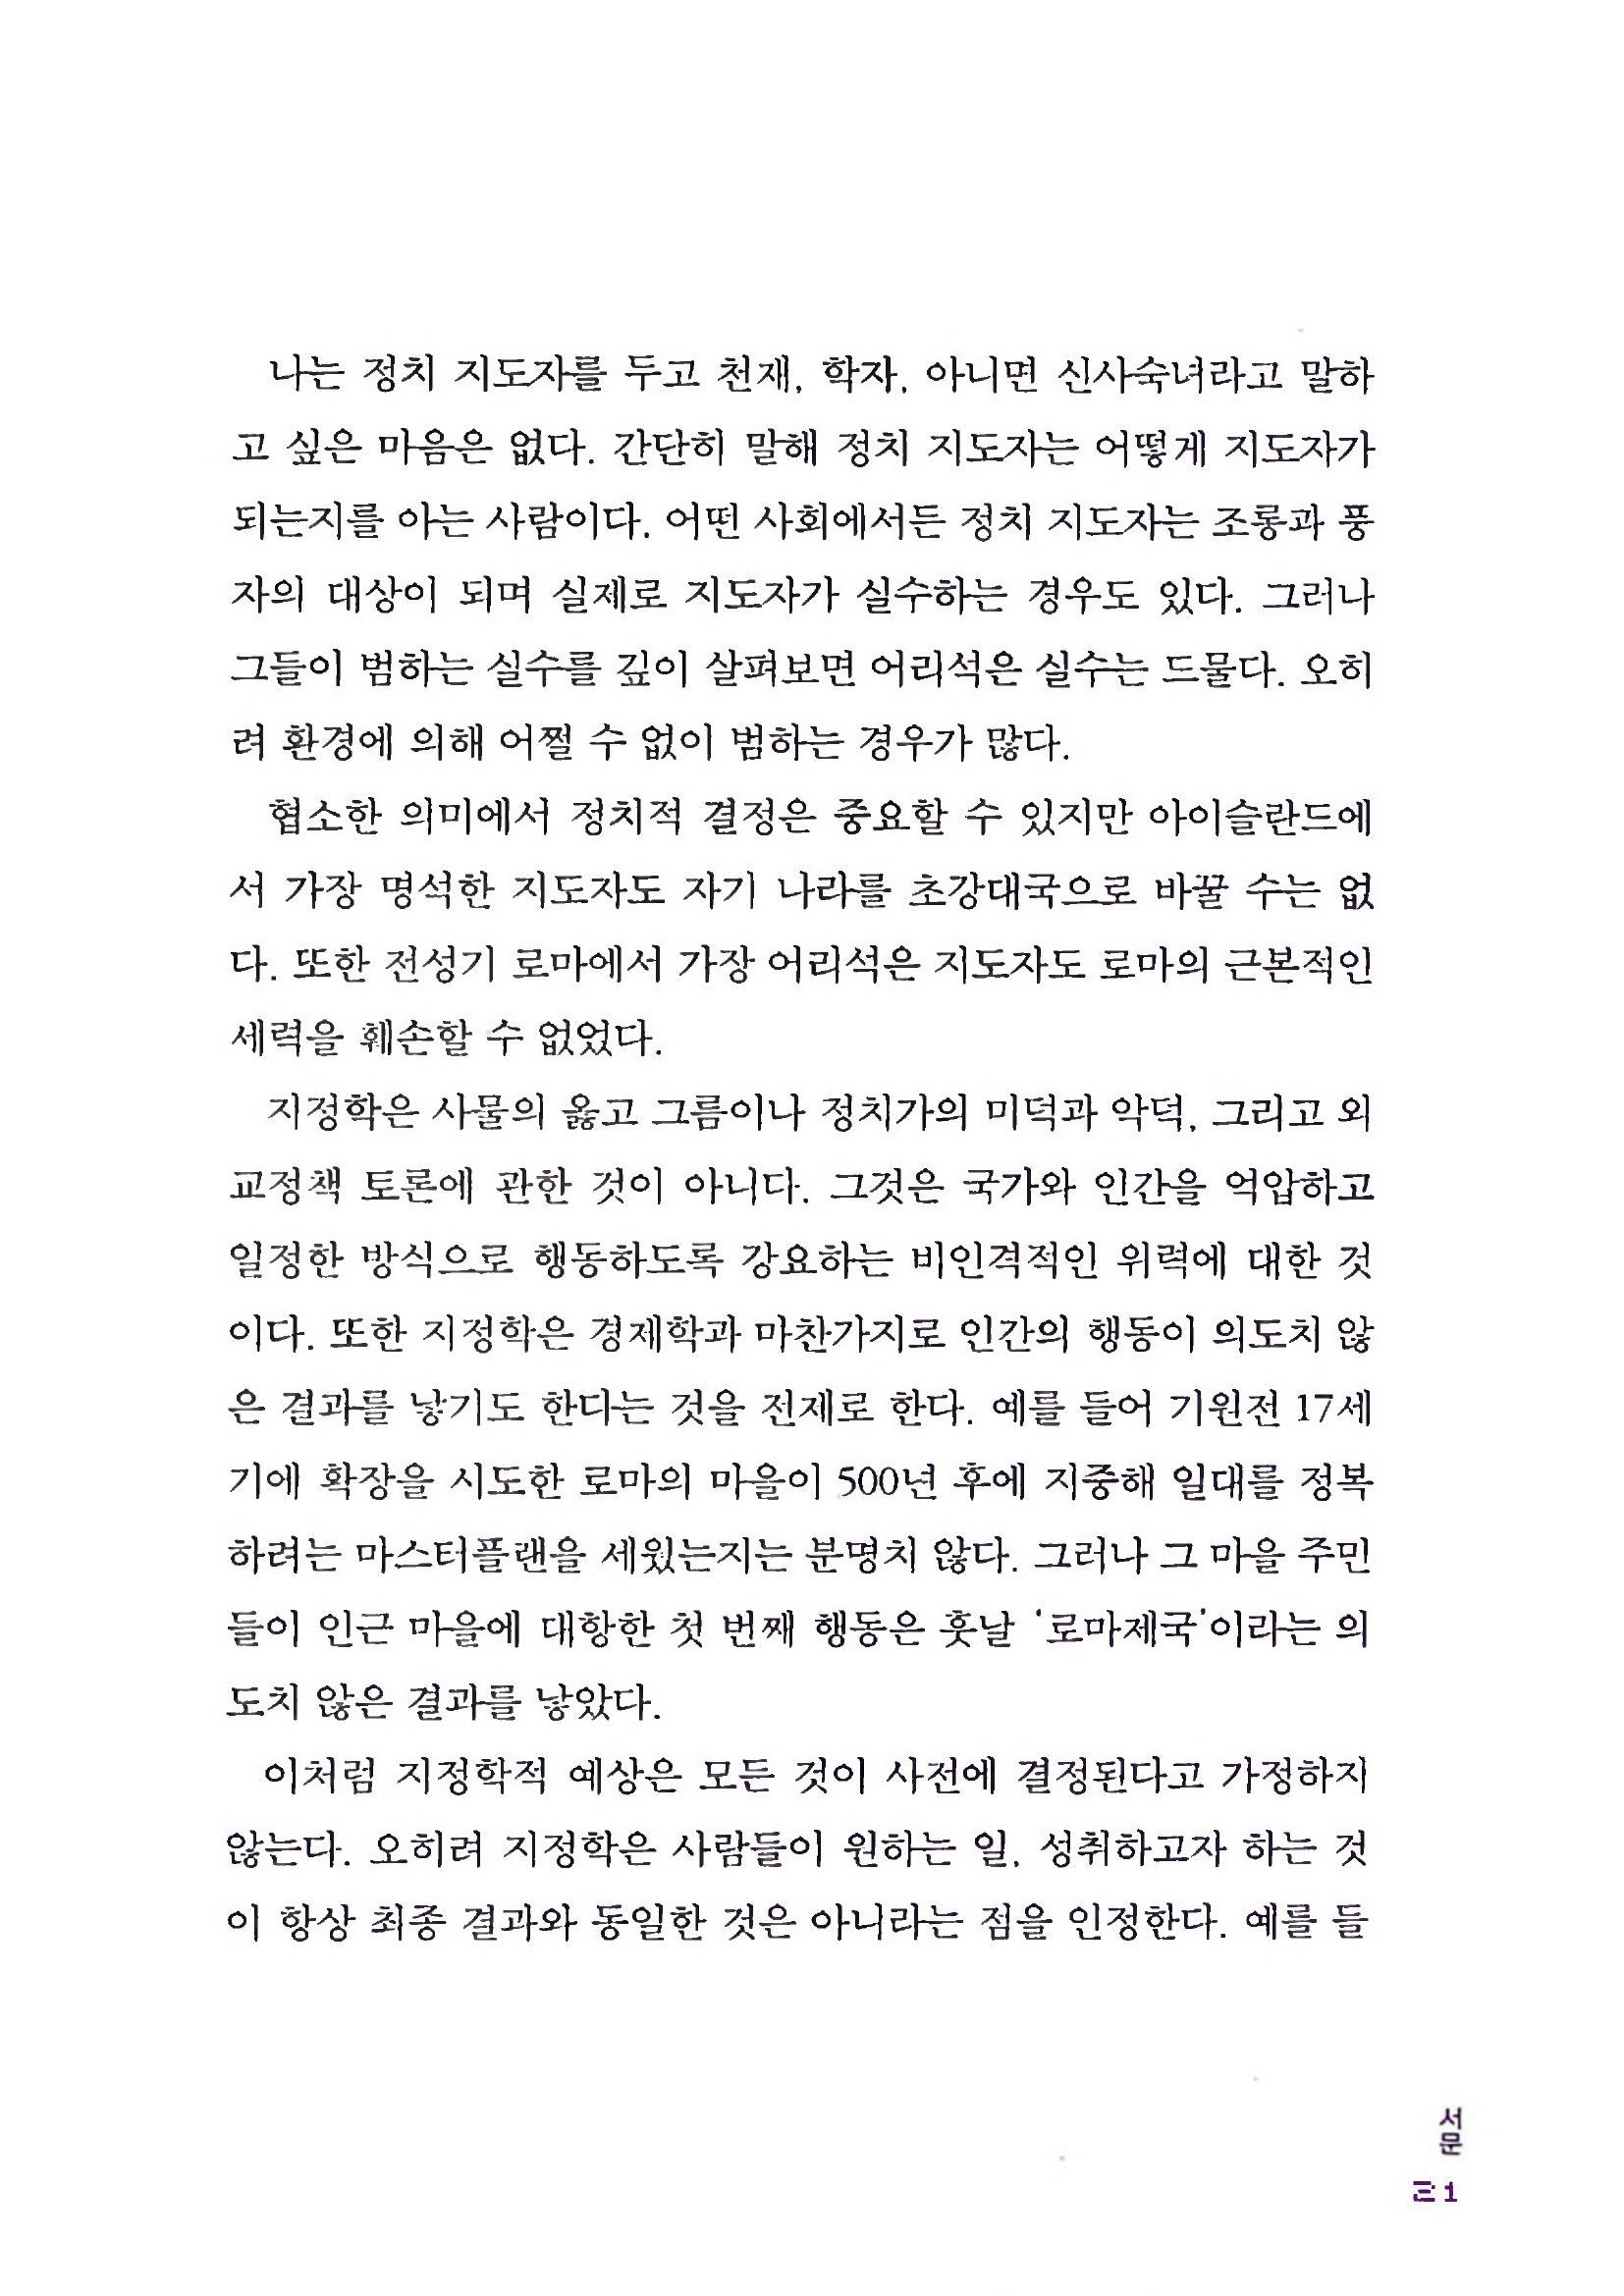 나는 정치 지도자를 두고 천재, 학자, 아니면 신사숙녀라고 말하
고 싶은 마음은 없다. 간단히 말해 정치 지도자는 어떻게 지도자가
되는지를 아는 사람이다. 어떤 사회에서든 정치 지도자는 조롱과 풍
자의 대상이 되며 실제로 지도자가 실수하는 경우도 있다. 그러나
그들이 범하는 실수를 깊이 살펴보면 어리석은 실수는 드물다. 오히
려 환경에 의해 어쩔 수 없이 범하는 경우가 많다.
협소한 의미에서 정치적 결정은 중요할 수 있지만 아이슬란드에
서 가장 명석한 지도자도 자기 나라를 초강대국으로 바꿀 수는 없
다. 또한 전성기 로마에서 가장 어리석은 지도자도 로마의 근본적인
세력을 훼손할 수 없었다.
지정학은 사물의 옳고 그름이나 정치가의 미덕과 악덕, 그리고 외
교정책 토론에 관한 것이 아니다. 그것은 국가와 인간을 억압하고
일정한 방식으로 행동하도록 강요하는 비인격적인 위력에 대한 것
이다. 또한 지정학은 경제학과 마찬가지로 인간의 행동이 의도치 않
은 결과를 낳기도 한다는 것을 전제로 한다. 예를 들어 기원전 17세
기에 확장을 시도한 로마의 마을이 500년 후에 지중해 일대를 정복
하려는 마스터플랜을 세웠는지는 분명치 않다. 그러나 그 마을 주민
들이 인근 마을에 대항한 첫 번째 행동은 훗날 '로마제국'이라는 의
도치 않은 결과를 낳았다.
이처럼 지정학적 예상은 모든 것이 사전에 결정된다고 가정하지
않는다. 오히려 지정학은 사람들이 원하는 일, 성취하고자 하는 것
이 항상 최종 결과와 동일한 것은 아니라는 점을 인정한다. 예를 들
서문
21